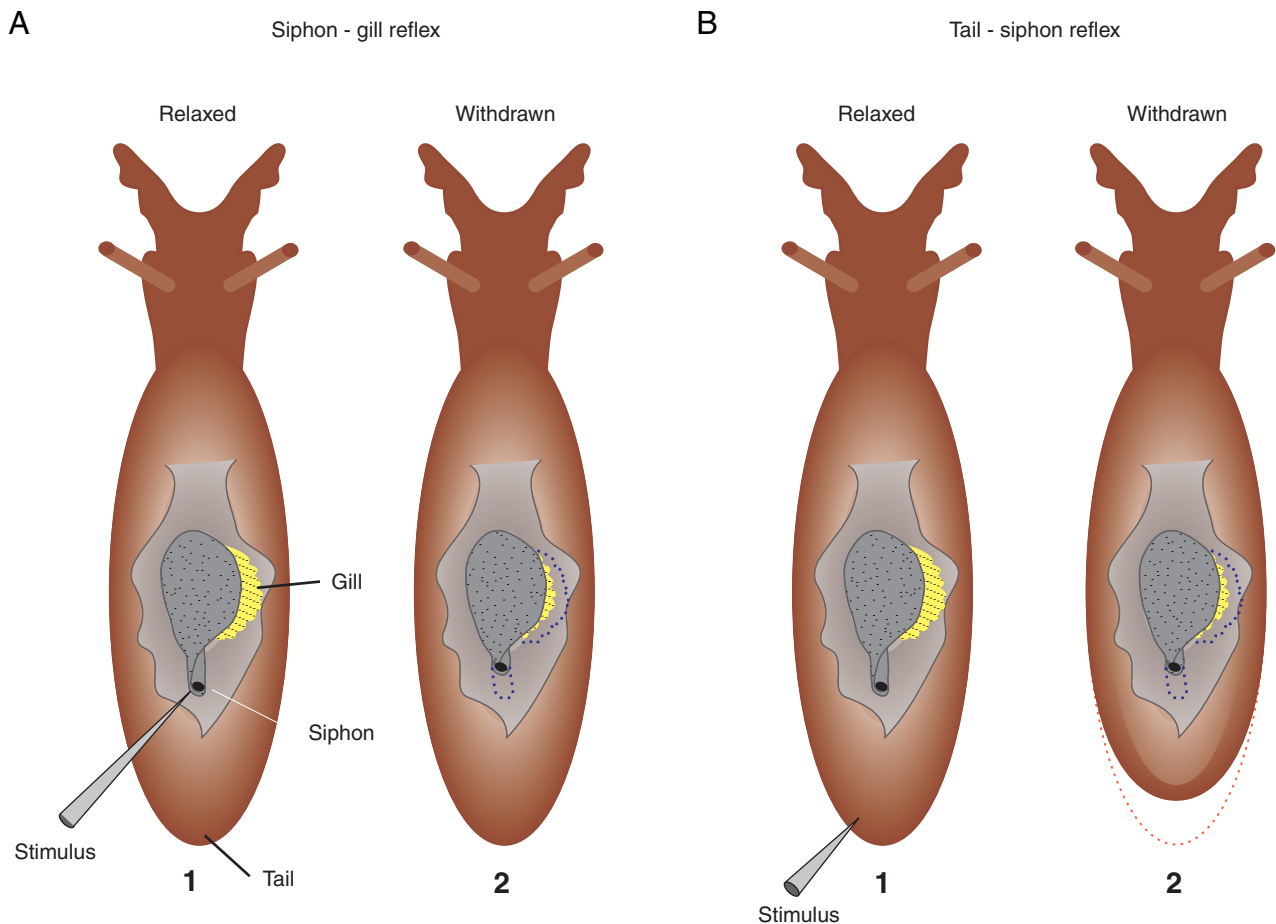 A
Siphon - gill reflex
Relaxed
Withdrawn
Gill
Siphon
Stimulus
Tail
1
2
B
Tail - siphon reflex
Relaxed
Withdrawn
Stimulus
1
2